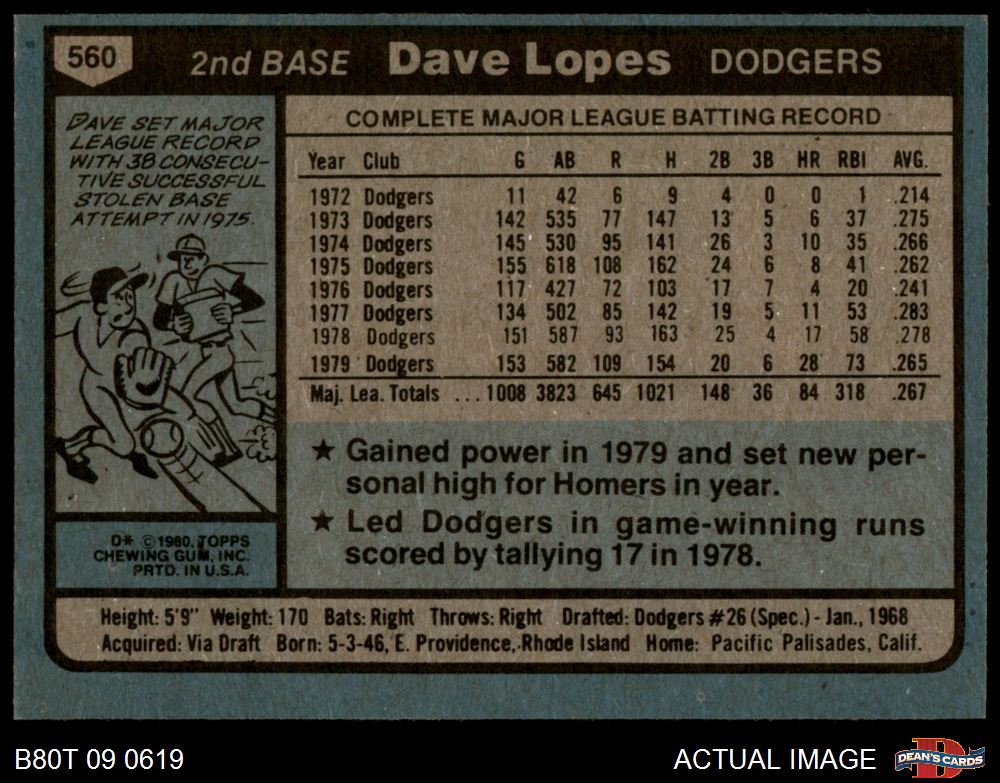 560 2nd BASE Dave Lopes DODGERS
DAVE SET MAJOR
LEAGUE RECORD
WITH 38 CONSECU-
TIVE SUCCESSFUL
STOLEN BASE
ATTEMPT IN 1975.
COMPLETE MAJOR LEAGUE BATTING RECORD
Year Club G AB R H 2B 3B HR RBI AVG.
1972 Dodgers 11 42 6 9 4 0 0 1 .214
1973 Dodgers 142 535 77 147 13 5 6 37 .275
1974 Dodgers 145 530 95 141 26 3 10 35 .266
1975 Dodgers 155 618 108 162 24 6 8 41 .262
1976 Dodgers 117 427 72 103 17 7 4 20 .241
1977 Dodgers 134 502 85 142 19 5 11 53 .283
1978 Dodgers 151 587 93 163 25 4 17 58 .278
1979 Dodgers 153 582 109 154 20 6 28 73 .265
Maj. Lea. Totals ... 1008 3823 645 1021 148 36 84 318 .267
★ Gained power in 1979 and set new per-
sonal high for Homers in year.
★ Led Dodgers in game-winning runs
scored by tallying 17 in 1978.
D* © 1980, TOPPS
CHEWING GUM, INC.
PRTD. IN U.S.A.
Height: 5'9" Weight: 170 Bats: Right Throws: Right Drafted: Dodgers #26 (Spec.) - Jan., 1968
Acquired: Via Draft Born: 5-3-46, E. Providence, Rhode Island Home: Pacific Palisades, Calif.
B80T 09 0619 ACTUAL IMAGE D DEAN'S CARDS